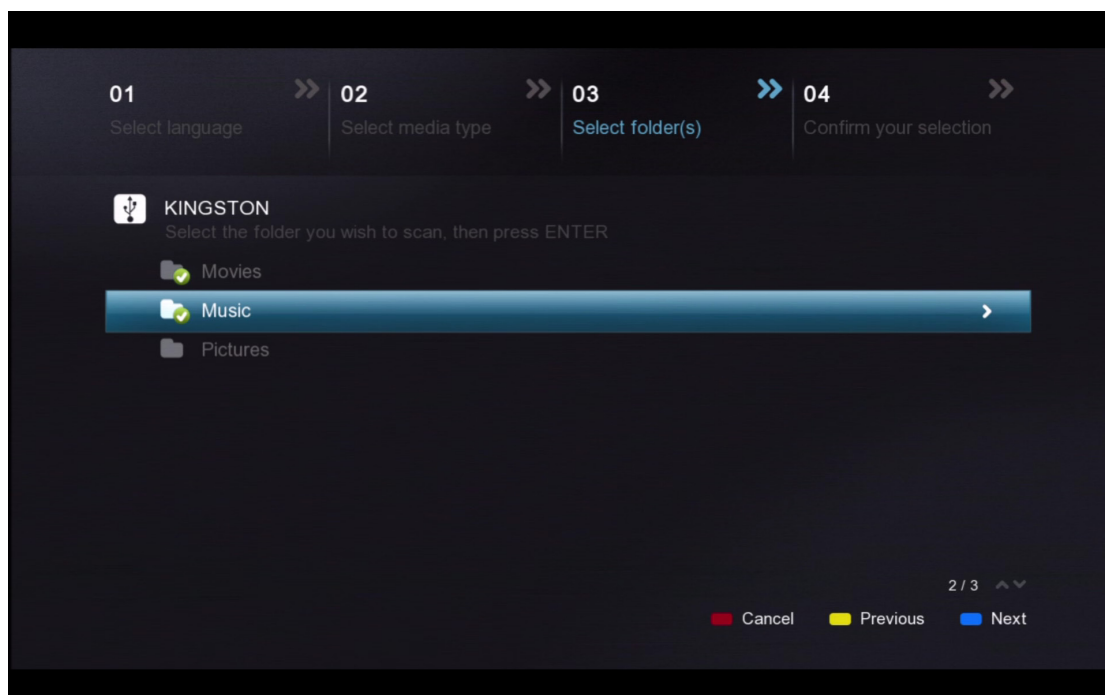 01
Select language
02
Select media type
03
Select folder(s)
04
Confirm your selection
KINGSTON
Select the folder you wish to scan, then press ENTER
Movies
Music
Pictures
2 / 3
Cancel Previous Next